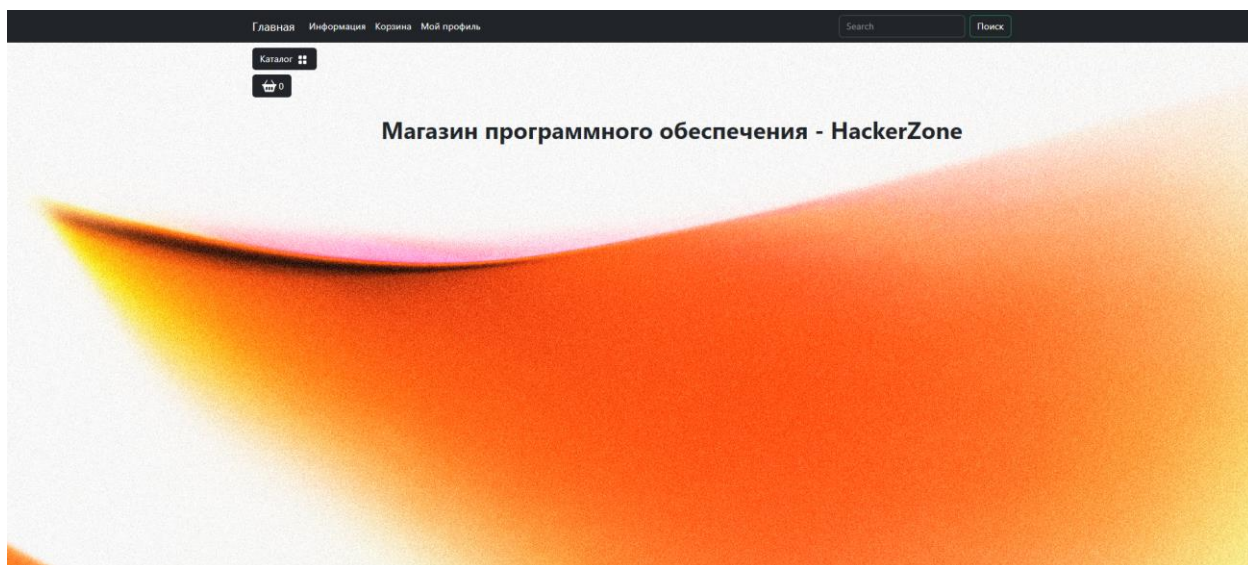 Главная Информация Корзина Мой профиль Search Поиск
Каталог
0
Магазин программного обеспечения - HackerZone